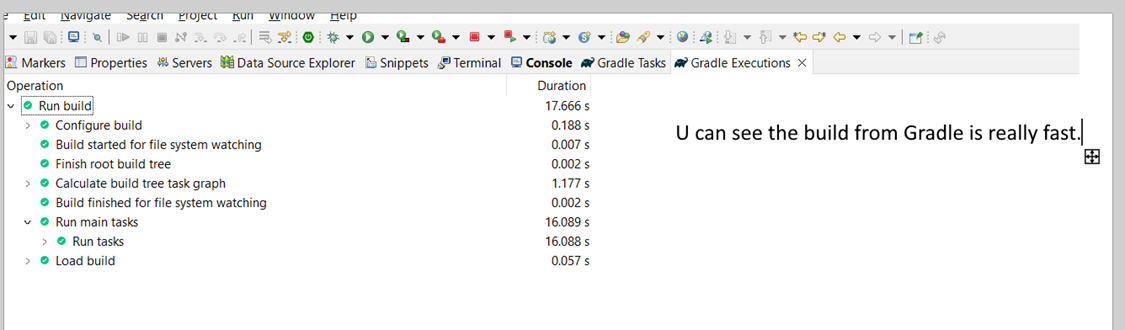 e Edit Navigate Search Project Run Window Help
Markers Properties Servers Data Source Explorer Snippets Terminal Console Gradle Tasks Gradle Executions
Operation Duration
Run build 17.666 s
Configure build 0.188 s
Build started for file system watching 0.007 s
Finish root build tree 0.002 s
Calculate build tree task graph 1.177 s
Build finished for file system watching 0.002 s
Run main tasks 16.089 s
Run tasks 16.088 s
Load build 0.057 s
U can see the build from Gradle is really fast.